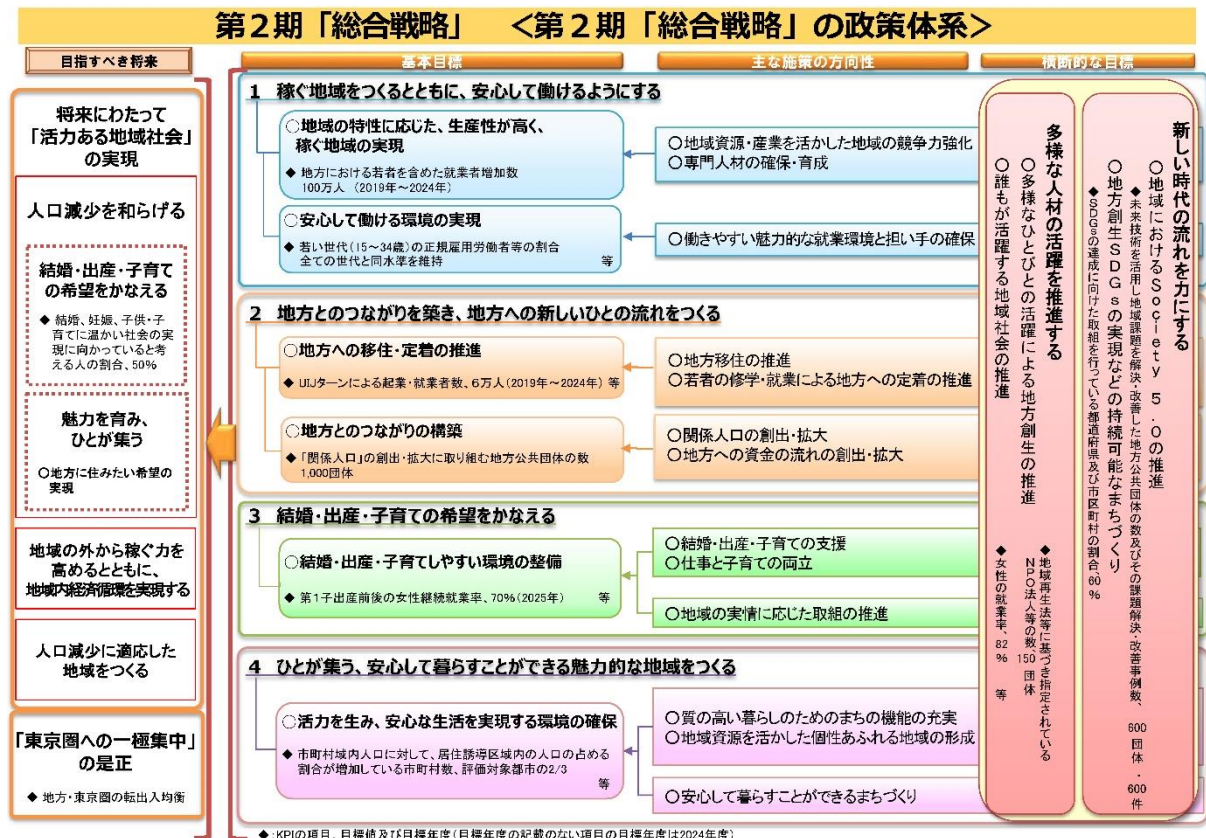 第2期「総合戦略」 <第2期「総合戦略」の政策体系>
目指すべき将来
将来にわたって
「活力ある地域社会」
の実現
人口減少を和らげる
結婚・出産・子育て
の希望をかなえる
◆ 結婚、妊娠、子供・子
育てに温かい社会の実
現に向かっていると考
える人の割合、50%
魅力を育み、
ひとが集う
○地方に住みたい希望の
実現
地域の外から稼ぐ力を
高めるとともに、
地域内経済循環を実現する
人口減少に適応した
地域をつくる
「東京圏への一極集中」
の是正
◆ 地方・東京圏の転出入均衡
基本目標
主な施策の方向性
横断的な目標
1 稼ぐ地域をつくるとともに、安心して働けるようにする
○地域の特性に応じた、生産性が高く、
稼ぐ地域の実現
◆ 地方における若者を含めた就業者増加数
100万人 (2019年~2024年)
○地域資源・産業を活かした地域の競争力強化
○専門人材の確保・育成
○安心して働ける環境の実現
◆ 若い世代(15~34歳)の正規雇用労働者等の割合
全ての世代と同水準を維持 等
○働きやすい魅力的な就業環境と担い手の確保
2 地方とのつながりを築き、地方への新しいひとの流れをつくる
○地方への移住・定着の推進
◆ UIJターンによる起業・就業者数、6万人(2019年~2024年) 等
○地方移住の推進
○若者の修学・就業による地方への定着の推進
○地方とのつながりの構築
◆ 「関係人口」の創出・拡大に取り組む地方公共団体の数
1,000団体
○関係人口の創出・拡大
○地方への資金の流れの創出・拡大
3 結婚・出産・子育ての希望をかなえる
○結婚・出産・子育てしやすい環境の整備
◆ 第1子出産前後の女性継続就業率、70%(2025年) 等
○結婚・出産・子育ての支援
○仕事と子育ての両立
○地域の実情に応じた取組の推進
4 ひとが集う、安心して暮らすことができる魅力的な地域をつくる
○活力を生み、安心な生活を実現する環境の確保
◆ 市町村域内人口に対して、居住誘導区域内の人口の占める
割合が増加している市町村数、評価対象都市の2/3
等
○質の高い暮らしのためのまちの機能の充実
○地域資源を活かした個性あふれる地域の形成
○安心して暮らすことができるまちづくり
新しい時代の流れを力にする
○地域におけるSociety 5.0の推進
◆未来技術を活用し地域課題を解決・改善した地方公共団体の数及びその課題解決・改善事例数、600団体・600件
○地方創生SDGsの実現などの持続可能なまちづくり
◆SDGsの達成に向けた取組を行っている都道府県及び市区町村の割合、60%
多様な人材の活躍を推進する
○多様なひとびとの活躍による地方創生の推進
◆地域再生法等に基づき指定されている
NPO法人等の数、150団体
○誰もが活躍する地域社会の推進
◆女性の就業率、82% 等
◆:KPIの項目、目標値及び目標年度(目標年度の記載のない項目の目標年度は2024年度)